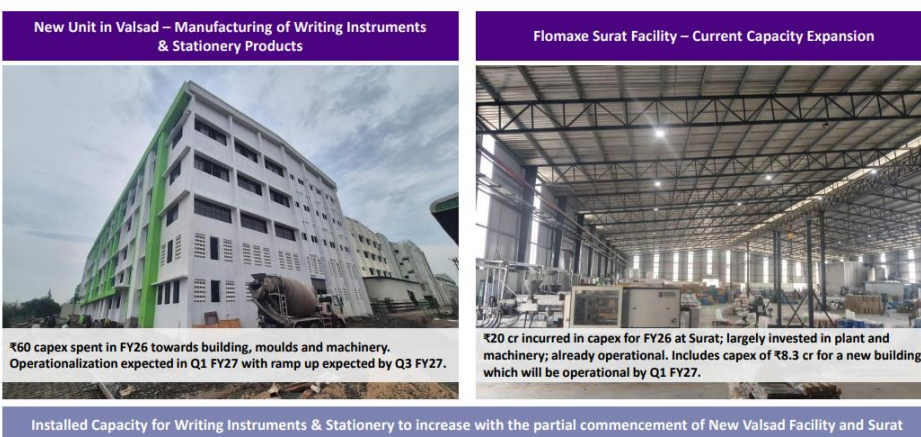 New Unit in Valsad – Manufacturing of Writing Instruments
& Stationery Products
₹60 capex spent in FY26 towards building, moulds and machinery.
Operationalization expected in Q1 FY27 with ramp up expected by Q3 FY27.
Flomaxe Surat Facility – Current Capacity Expansion
₹20 cr incurred in capex for FY26 at Surat; largely invested in plant and
machinery; already operational. Includes capex of ₹8.3 cr for a new building
which will be operational by Q1 FY27.
Installed Capacity for Writing Instruments & Stationery to increase with the partial commencement of New Valsad Facility and Surat